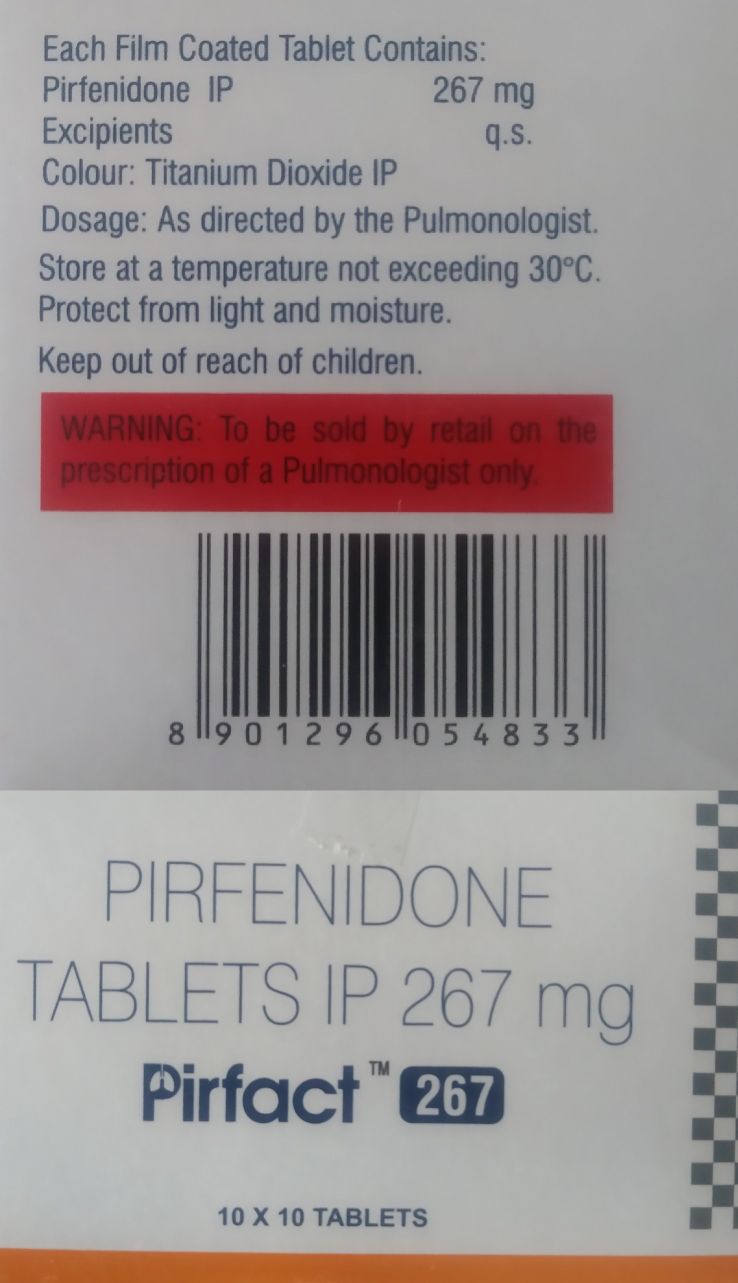 Each Film Coated Tablet Contains:
Pirfenidone IP 267 mg
Excipients q.s.
Colour: Titanium Dioxide IP
Dosage: As directed by the Pulmonologist.
Store at a temperature not exceeding 30°C.
Protect from light and moisture.
Keep out of reach of children.
WARNING: To be sold by retail on the
prescription of a Pulmonologist only.
8 901296 054833
PIRFENIDONE
TABLETS IP 267 mg
Pirfact™ 267
10 X 10 TABLETS